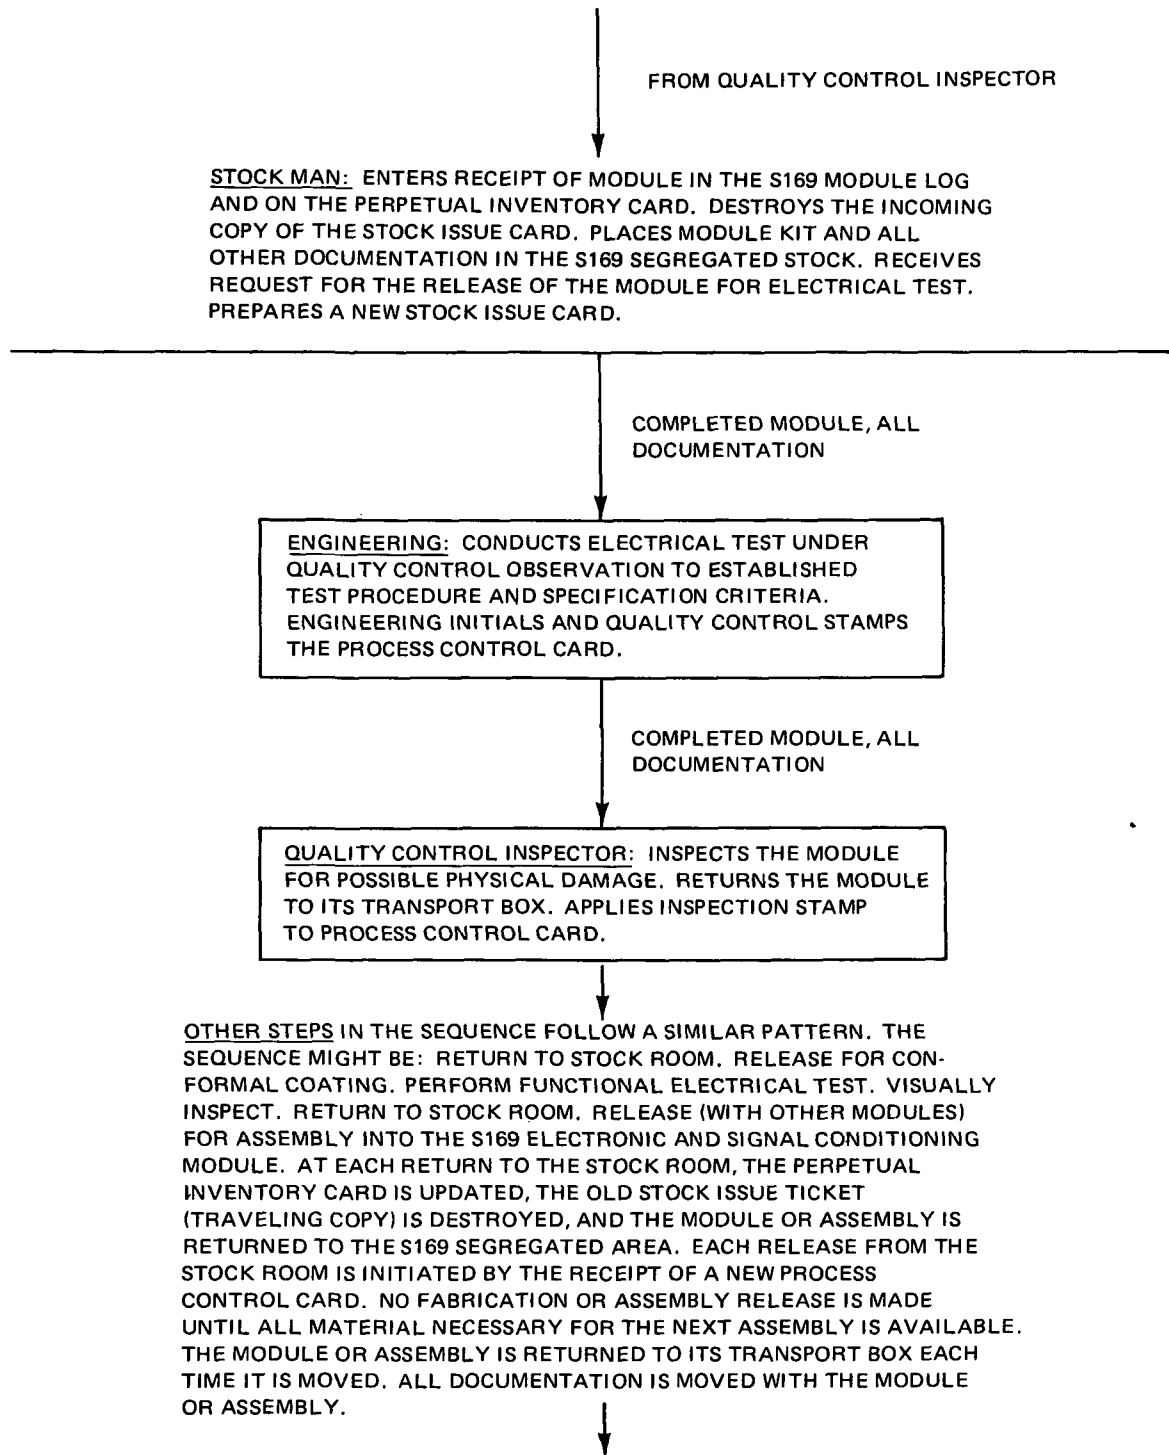 FROM QUALITY CONTROL INSPECTOR
STOCK MAN: ENTERS RECEIPT OF MODULE IN THE S169 MODULE LOG
AND ON THE PERPETUAL INVENTORY CARD. DESTROYS THE INCOMING
COPY OF THE STOCK ISSUE CARD. PLACES MODULE KIT AND ALL
OTHER DOCUMENTATION IN THE S169 SEGREGATED STOCK. RECEIVES
REQUEST FOR THE RELEASE OF THE MODULE FOR ELECTRICAL TEST.
PREPARES A NEW STOCK ISSUE CARD.
COMPLETED MODULE, ALL
DOCUMENTATION
ENGINEERING: CONDUCTS ELECTRICAL TEST UNDER
QUALITY CONTROL OBSERVATION TO ESTABLISHED
TEST PROCEDURE AND SPECIFICATION CRITERIA.
ENGINEERING INITIALS AND QUALITY CONTROL STAMPS
THE PROCESS CONTROL CARD.
COMPLETED MODULE, ALL
DOCUMENTATION
QUALITY CONTROL INSPECTOR: INSPECTS THE MODULE
FOR POSSIBLE PHYSICAL DAMAGE. RETURNS THE MODULE
TO ITS TRANSPORT BOX. APPLIES INSPECTION STAMP
TO PROCESS CONTROL CARD.
OTHER STEPS IN THE SEQUENCE FOLLOW A SIMILAR PATTERN. THE
SEQUENCE MIGHT BE: RETURN TO STOCK ROOM. RELEASE FOR CON-
FORMAL COATING. PERFORM FUNCTIONAL ELECTRICAL TEST. VISUALLY
INSPECT. RETURN TO STOCK ROOM. RELEASE (WITH OTHER MODULES)
FOR ASSEMBLY INTO THE S169 ELECTRONIC AND SIGNAL CONDITIONING
MODULE. AT EACH RETURN TO THE STOCK ROOM, THE PERPETUAL
INVENTORY CARD IS UPDATED, THE OLD STOCK ISSUE TICKET
(TRAVELING COPY) IS DESTROYED, AND THE MODULE OR ASSEMBLY IS
RETURNED TO THE S169 SEGREGATED AREA. EACH RELEASE FROM THE
STOCK ROOM IS INITIATED BY THE RECEIPT OF A NEW PROCESS
CONTROL CARD. NO FABRICATION OR ASSEMBLY RELEASE IS MADE
UNTIL ALL MATERIAL NECESSARY FOR THE NEXT ASSEMBLY IS AVAILABLE.
THE MODULE OR ASSEMBLY IS RETURNED TO ITS TRANSPORT BOX EACH
TIME IT IS MOVED. ALL DOCUMENTATION IS MOVED WITH THE MODULE
OR ASSEMBLY.